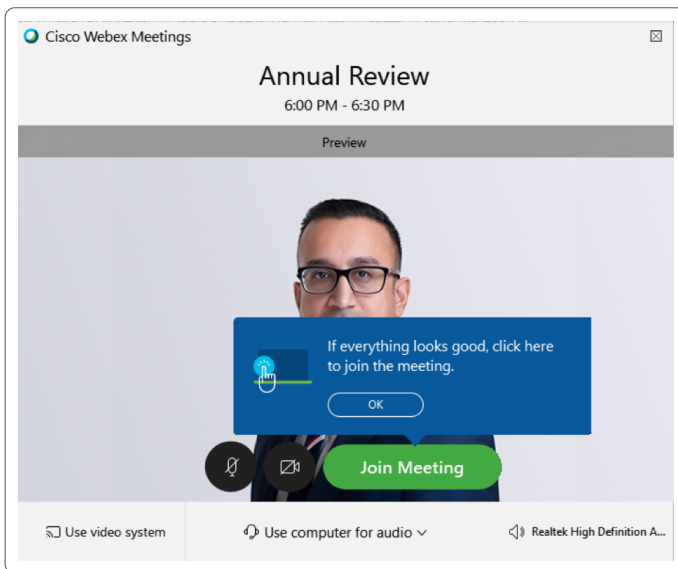 Cisco Webex Meetings
Annual Review
6:00 PM - 6:30 PM
Preview
If everything looks good, click here
to join the meeting.
OK
Join Meeting
Use video system
Use computer for audio
Realtek High Definition A...